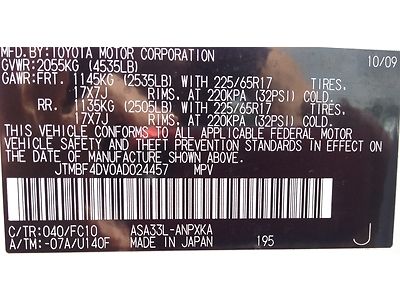 MFD.BY:TOYOTA MOTOR CORPORATION 10/09
GVWR:2055KG (4535LB)
GAWR:FRT. 1145KG (2535LB) WITH 225/65R17 TIRES,
17X7J RIMS, AT 220KPA (32PSI) COLD.
RR. 1135KG (2505LB) WITH 225/65R17 TIRES,
17X7J RIMS, AT 220KPA (32PSI) COLD.
THIS VEHICLE CONFORMS TO ALL APPLICABLE FEDERAL MOTOR
VEHICLE SAFETY AND THEFT PREVENTION STANDARDS IN EFFECT
ON THE DATE OF MANUFACTURE SHOWN ABOVE.
JTMBF4DV0AD024457 MPV
C/TR:040/FC10 ASA33L-ANPXKA
A/TM:-07A/U140F MADE IN JAPAN 195 J